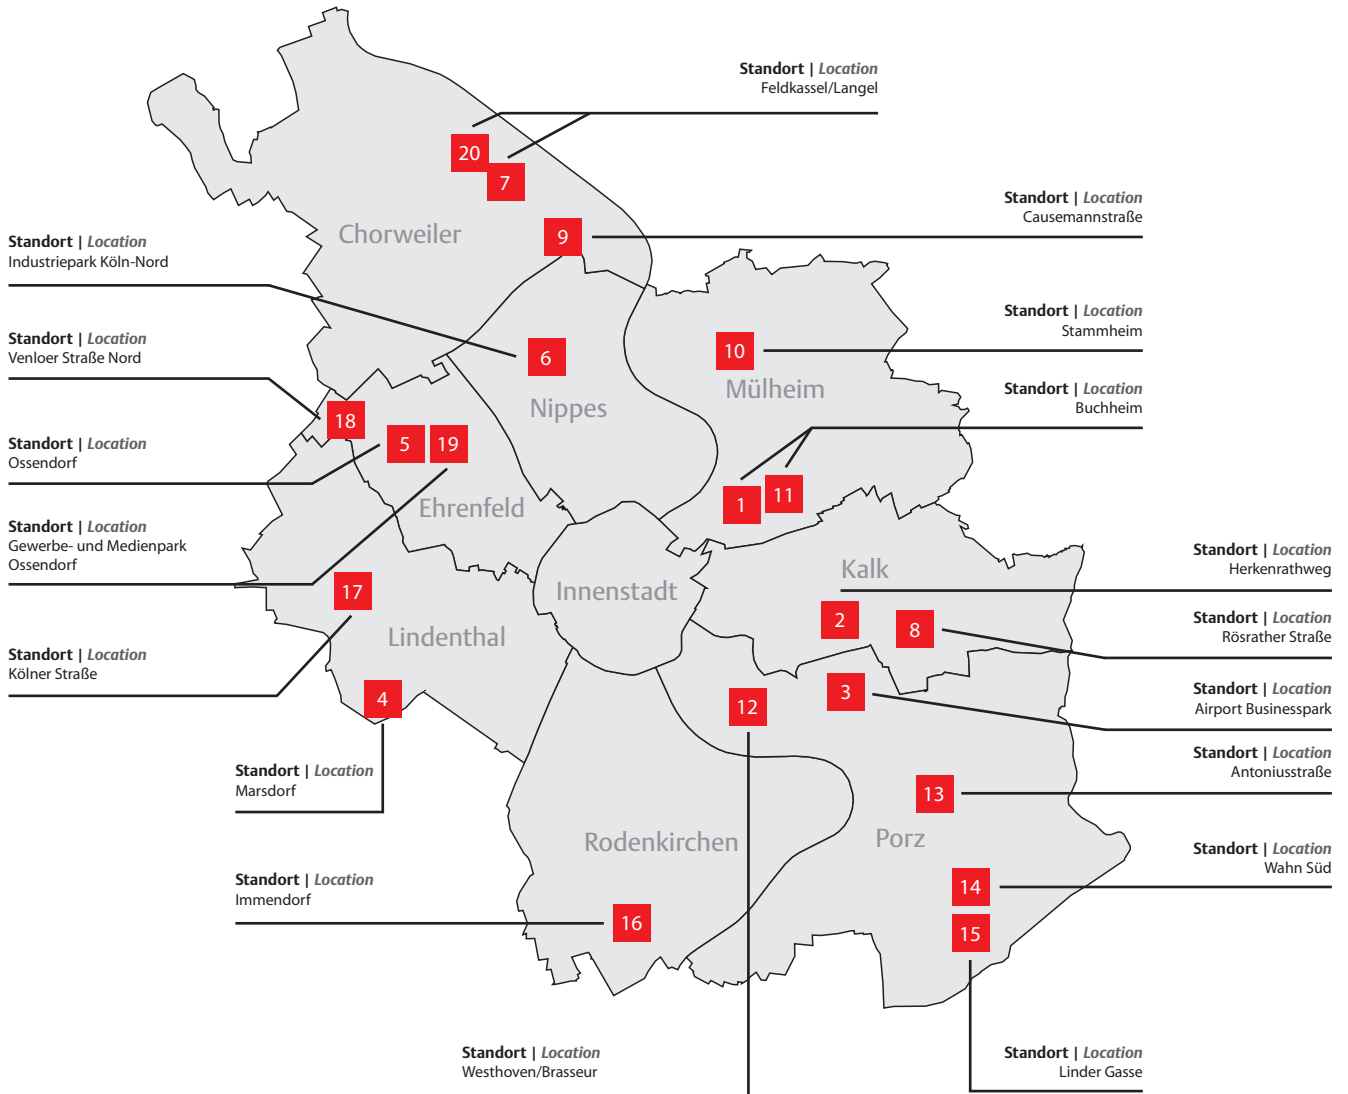 Standort | Location
Feldkassel/Langel
20
7
Standort | Location
Causemannstraße
Chorweiler
9
Standort | Location
Industriepark Köln-Nord
Standort | Location
Stammheim
Standort | Location
Venloer Straße Nord
6
10
Mülheim
Standort | Location
Buchheim
Nippes
18
5
19
Standort | Location
Ossendorf
Ehrenfeld
1
11
Standort | Location
Gewerbe- und Medienpark
Ossendorf
Kalk
Standort | Location
Herkenrathweg
17
Innenstadt
2
8
Standort | Location
Rösrather Straße
Lindenthal
Standort | Location
Kölner Straße
4
12
3
Standort | Location
Airport Businesspark
Standort | Location
Marsdorf
Standort | Location
Antoniusstraße
13
Rodenkirchen
Porz
Standort | Location
Wahn Süd
Standort | Location
Immendorf
14
16
15
Standort | Location
Westhoven/Brasseur
Standort | Location
Linder Gasse